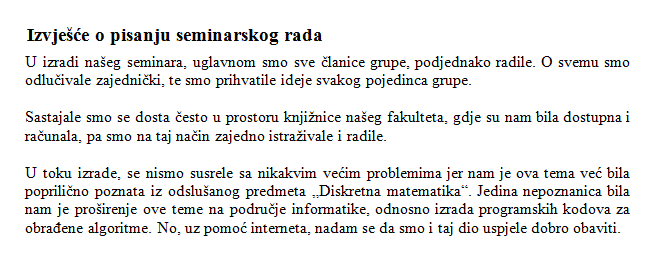 Izvješće o pisanju seminarskog rada
U izradi našeg seminara, uglavnom smo sve članice grupe, podjednako radile. O svemu smo
odlučivale zajednički, te smo prihvatile ideje svakog pojedinca grupe.
Sastajale smo se dosta često u prostoru knjižnice našeg fakulteta, gdje su nam bila dostupna i
računala, pa smo na taj način zajedno istraživale i radile.
U toku izrade, se nismo susrele sa nikakvim većim problemima jer nam je ova tema već bila
poprilično poznata iz odslušanog predmeta „Diskretna matematika“. Jedina nepoznanica bila
nam je proširenje ove teme na područje informatike, odnosno izrada programskih kodova za
obrađene algoritme. No, uz pomoć interneta, nadam se da smo i taj dio uspjele dobro obaviti.